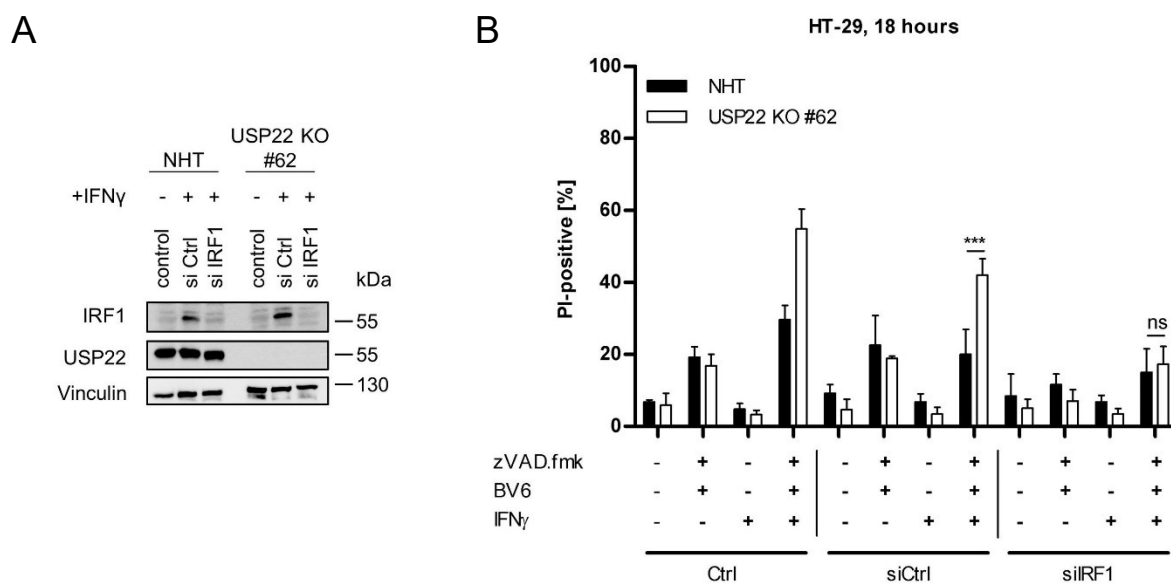 A
USP22 KO
NHT #62
+IFNγ - + + - + +
control si Ctrl si IRF1 control si Ctrl si IRF1 kDa
IRF1 55
USP22 55
Vinculin 130
B
HT-29, 18 hours
100
80
60
40
20
0
PI-positive [%]
NHT
USP22 KO #62
***
ns
zVAD.fmk - + - + - + - + - + - +
BV6 - + - + - + - + - + - +
IFNγ - - + + - - + + - - + +
Ctrl siCtrl siIRF1